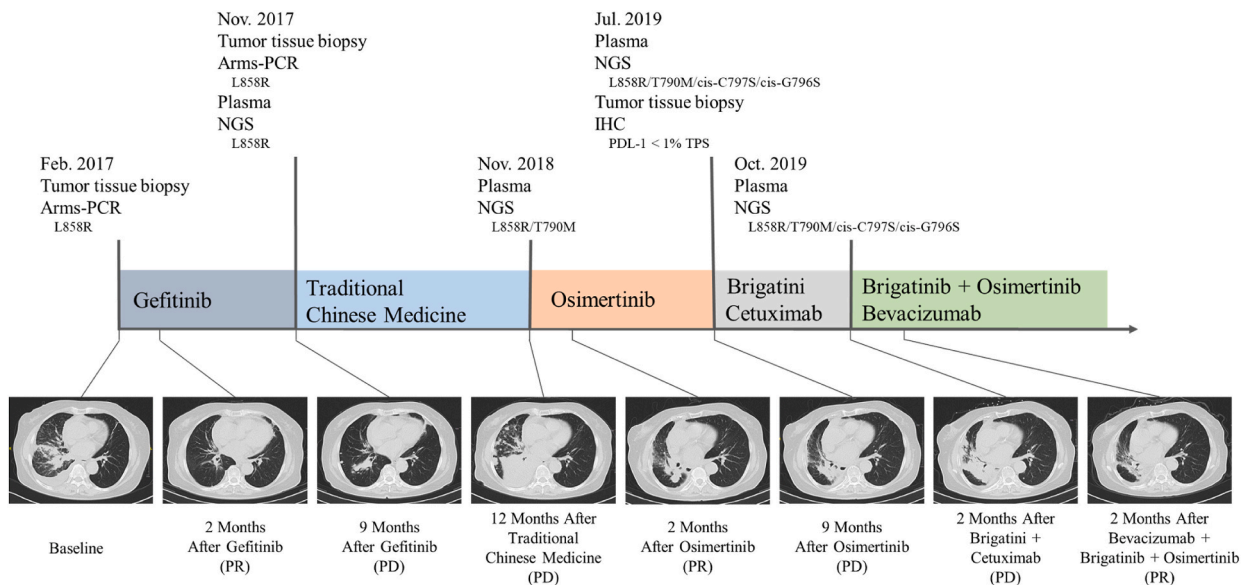 Nov. 2017
Tumor tissue biopsy
Arms-PCR
L858R
Plasma
NGS
L858R
Jul. 2019
Plasma
NGS
L858R/T790M/cis-C797S/cis-G796S
Tumor tissue biopsy
IHC
PDL-1 < 1% TPS
Feb. 2017
Tumor tissue biopsy
Arms-PCR
L858R
Nov. 2018
Plasma
NGS
L858R/T790M
Oct. 2019
Plasma
NGS
L858R/T790M/cis-C797S/cis-G796S
Gefitinib
Traditional
Chinese Medicine
Osimertinib
Brigatini
Cetuximab
Brigatinib + Osimertinib
Bevacizumab
Baseline
2 Months
After Gefitinib
(PR)
9 Months
After Gefitinib
(PD)
12 Months After
Traditional
Chinese Medicine
(PD)
2 Months
After Osimertinib
(PR)
9 Months
After Osimertinib
(PD)
2 Months After
Brigatini +
Cetuximab
(PD)
2 Months After
Bevacizumab +
Brigatinib + Osimertinib
(PR)